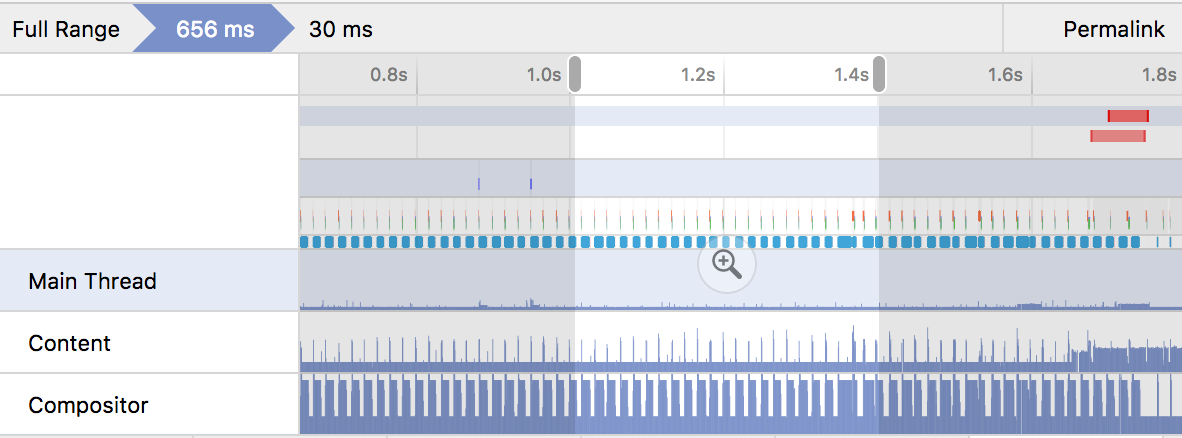 Full Range 656 ms 30 ms Permalink
0.8s 1.0s 1.2s 1.4s 1.6s 1.8s
Main Thread
Content
Compositor